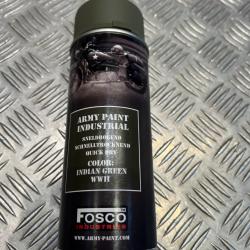 ARMY PAINT
INDUSTRIAL
SNELDROGEND
SCHNELLTROCKNEND
QUICK DRY
COLOR:
INDIAN GREEN
WWII
FOSCO
INDUSTRIES
WWW.ARMY-PAINT.COM